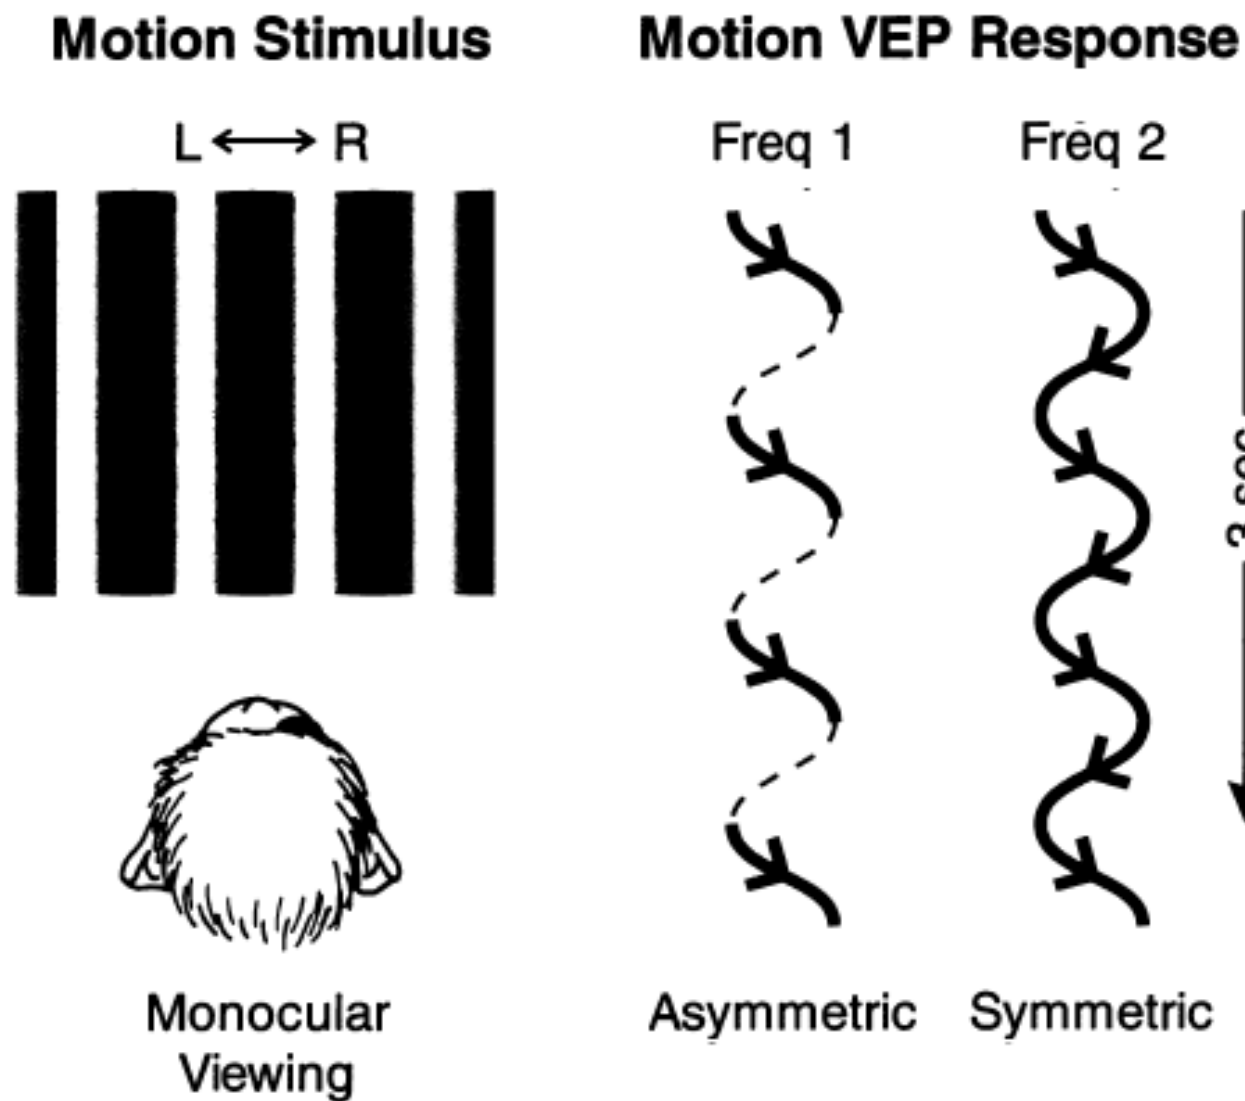 Motion Stimulus
Motion VEP Response
L R
Freq 1
Freq 2
Monocular
Viewing
Asymmetric
Symmetric